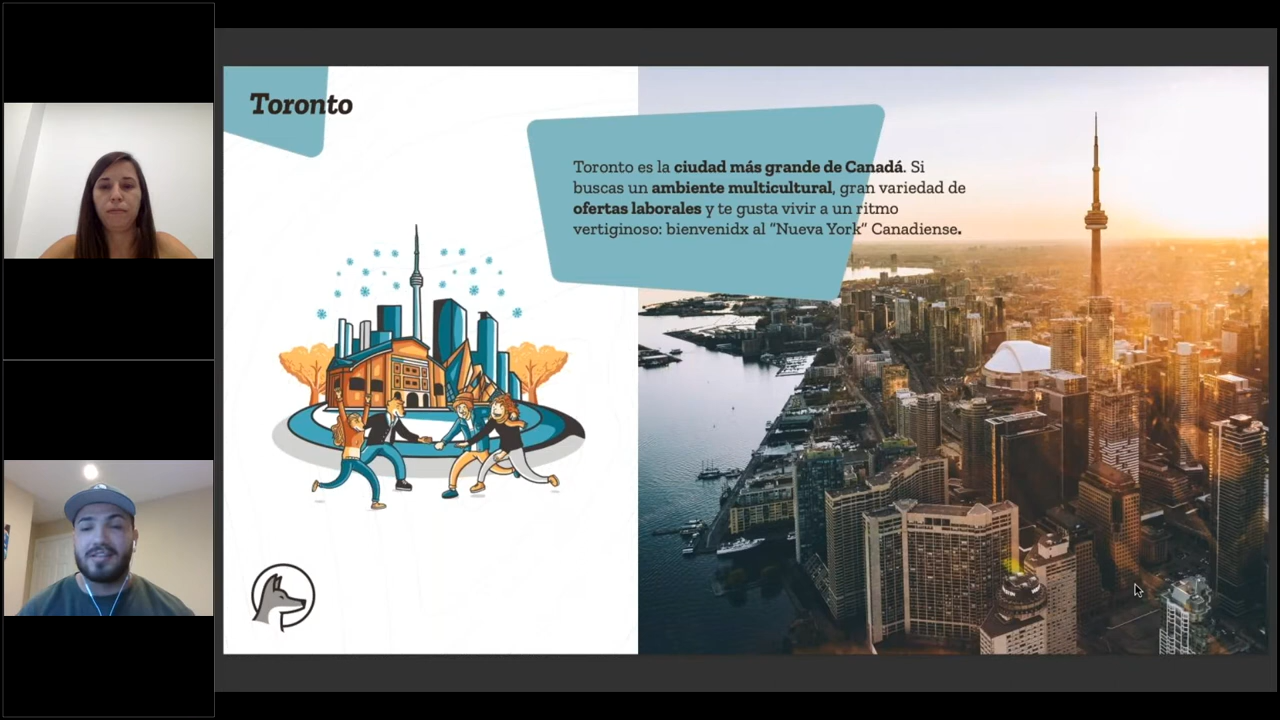 Toronto
Toronto es la ciudad más grande de Canadá. Si
buscas un ambiente multicultural, gran variedad de
ofertas laborales y te gusta vivir a un ritmo
vertiginoso: bienvenidx al “Nueva York” Canadiense.